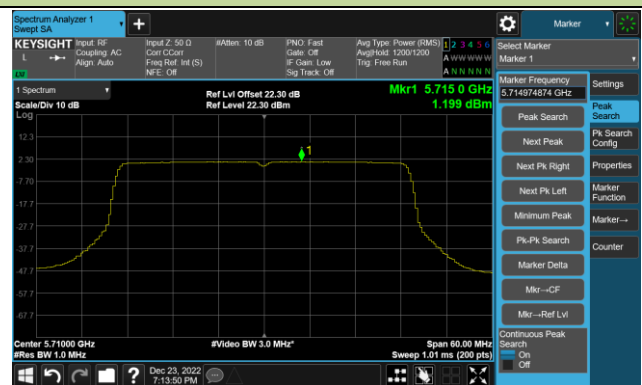 Spectrum Analyzer 1
Swept SA
Marker
KEYSIGHT
L
Input: RF
Coupling: AC
Align: Auto
Input Z: 50 Ω
Corr CCorr
Freq Ref: Int (S)
NFE: Off
#Atten: 10 dB
PNO: Fast
Gate: Off
IF Gain: Low
Sig Track: Off
Avg Type: Power (RMS)
Avg|Hold: 1200/1200
Trig: Free Run
1 2 3 4 5 6
A W W W W W
A N N N N N
LW
Select Marker
Marker 1
1 Spectrum
Scale/Div 10 dB
Log
Ref Lvl Offset 22.30 dB
Ref Level 22.30 dBm
Mkr1 5.715 0 GHz
1.199 dBm
12.3
2.30
-7.70
-17.7
-27.7
-37.7
-47.7
-57.7
-67.7
1
Center 5.71000 GHz
#Res BW 1.0 MHz
#Video BW 3.0 MHz*
Span 60.00 MHz
Sweep 1.01 ms (200 pts)
Marker Frequency
5.714974874 GHz
Peak Search
Next Peak
Next Pk Right
Next Pk Left
Minimum Peak
Pk-Pk Search
Marker Delta
Mkr→CF
Mkr→Ref Lvl
Continuous Peak
Search
On
Off
Settings
Peak
Search
Pk Search
Config
Properties
Marker
Function
Marker→
Counter
Dec 23, 2022
7:13:50 PM